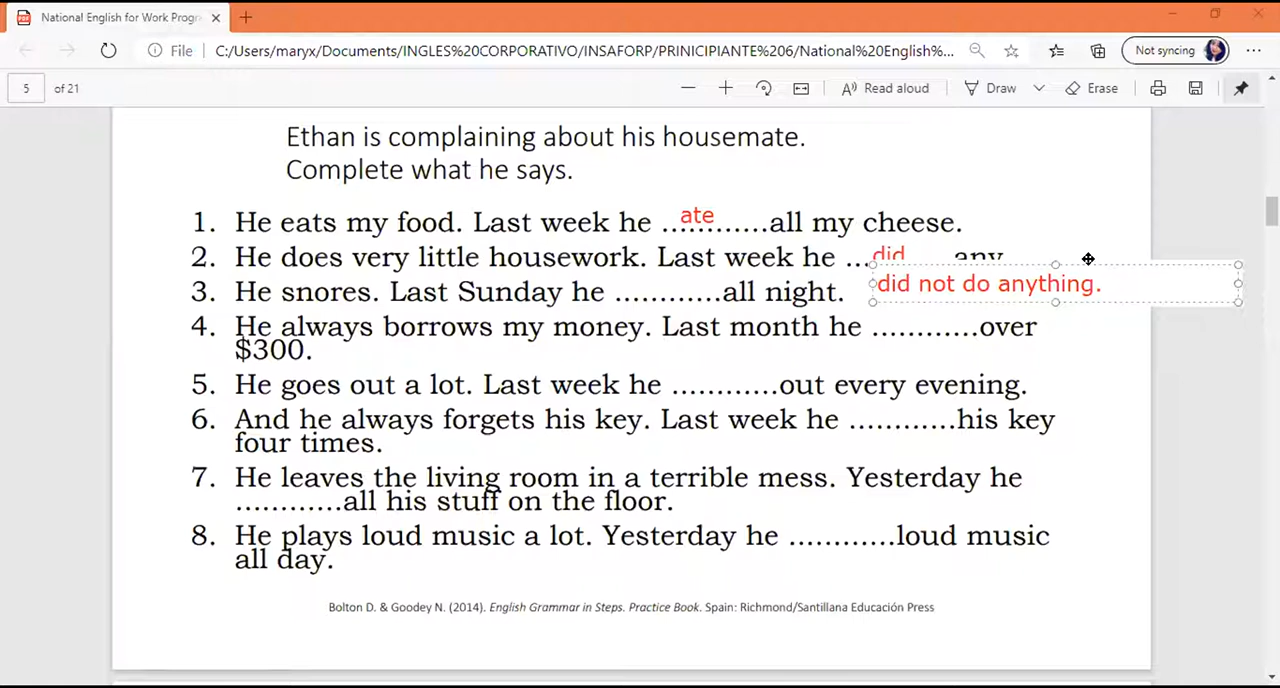 National English for Work Progr
File C:/Users/maryx/Documents/INGLES%20CORPORATIVO/INSAFORP/PRINICIPIANTE%206/National%20English%... Not syncing
5 of 21 Read aloud Draw Erase
Ethan is complaining about his housemate.
Complete what he says.
1. He eats my food. Last week he …ate………all my cheese.
2. He does very little housework. Last week he …did any
did not do anything.
3. He snores. Last Sunday he …………all night.
4. He always borrows my money. Last month he …………over
$300.
5. He goes out a lot. Last week he …………out every evening.
6. And he always forgets his key. Last week he …………his key
four times.
7. He leaves the living room in a terrible mess. Yesterday he
…………all his stuff on the floor.
8. He plays loud music a lot. Yesterday he …………loud music
all day.
Bolton D. & Goodey N. (2014). English Grammar in Steps. Practice Book. Spain: Richmond/Santillana Educación Press